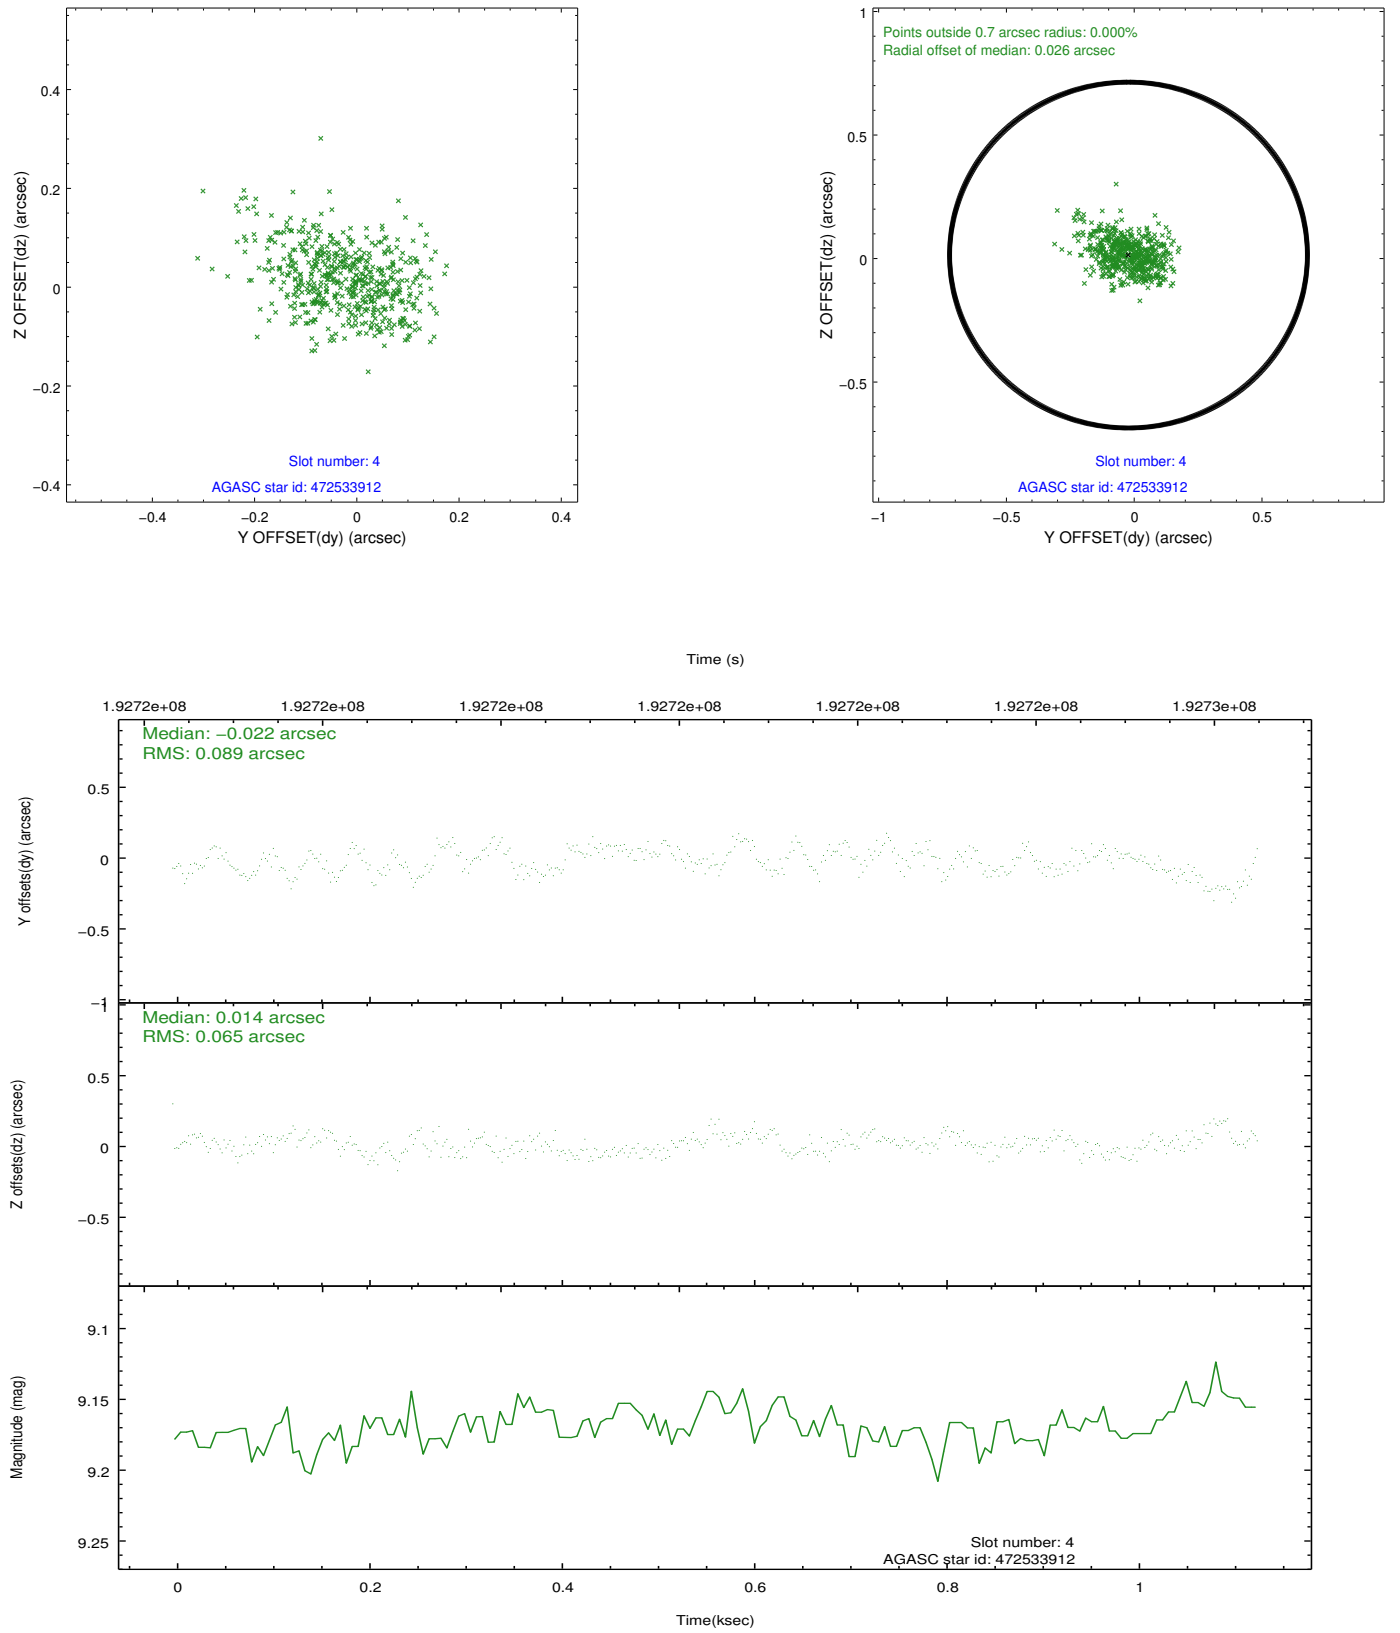 0.4
0.2
0
−0.2
−0.4
Z OFFSET(dz) (arcsec)
Slot number: 4
AGASC star id: 472533912
−0.4 −0.2 0 0.2 0.4
Y OFFSET(dy) (arcsec)
1
0.5
0
−0.5
Z OFFSET(dz) (arcsec)
Points outside 0.7 arcsec radius: 0.000%
Radial offset of median: 0.026 arcsec
Slot number: 4
AGASC star id: 472533912
−1 −0.5 0 0.5
Y OFFSET(dy) (arcsec)
Time (s)
1.9272e+08 1.9272e+08 1.9272e+08 1.9272e+08 1.9272e+08 1.9272e+08 1.9273e+08
Median: −0.022 arcsec
RMS: 0.089 arcsec
0.5
0
−0.5
−1
Y offsets(dy) (arcsec)
1
Median: 0.014 arcsec
RMS: 0.065 arcsec
0.5
0
−0.5
Z offsets(dz) (arcsec)
9.1
9.15
9.2
9.25
Magnitude (mag)
Slot number: 4
AGASC star id: 472533912
0 0.2 0.4 0.6 0.8 1
Time(ksec)